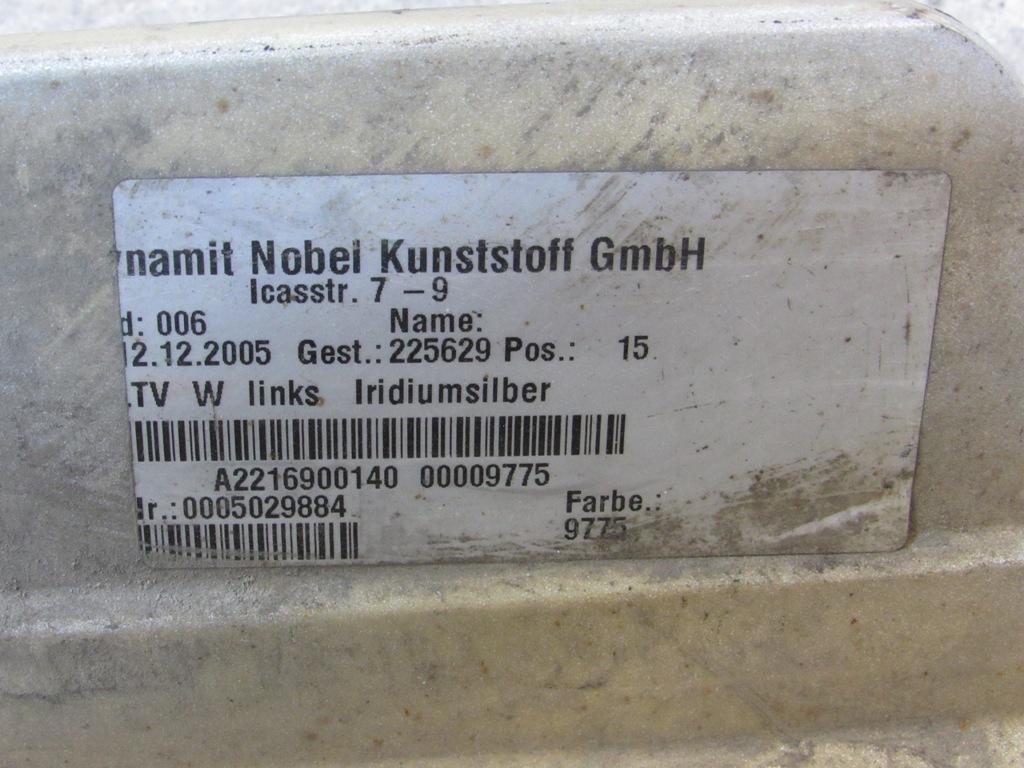 namit Nobel Kunststoff GmbH
Icasstr. 7 – 9
d: 006 Name:
12.12.2005 Gest.: 225629 Pos.: 15
.TV W links Iridiumsilber
A2216900140 00009775
Nr.:0005029884 Farbe.:
9775